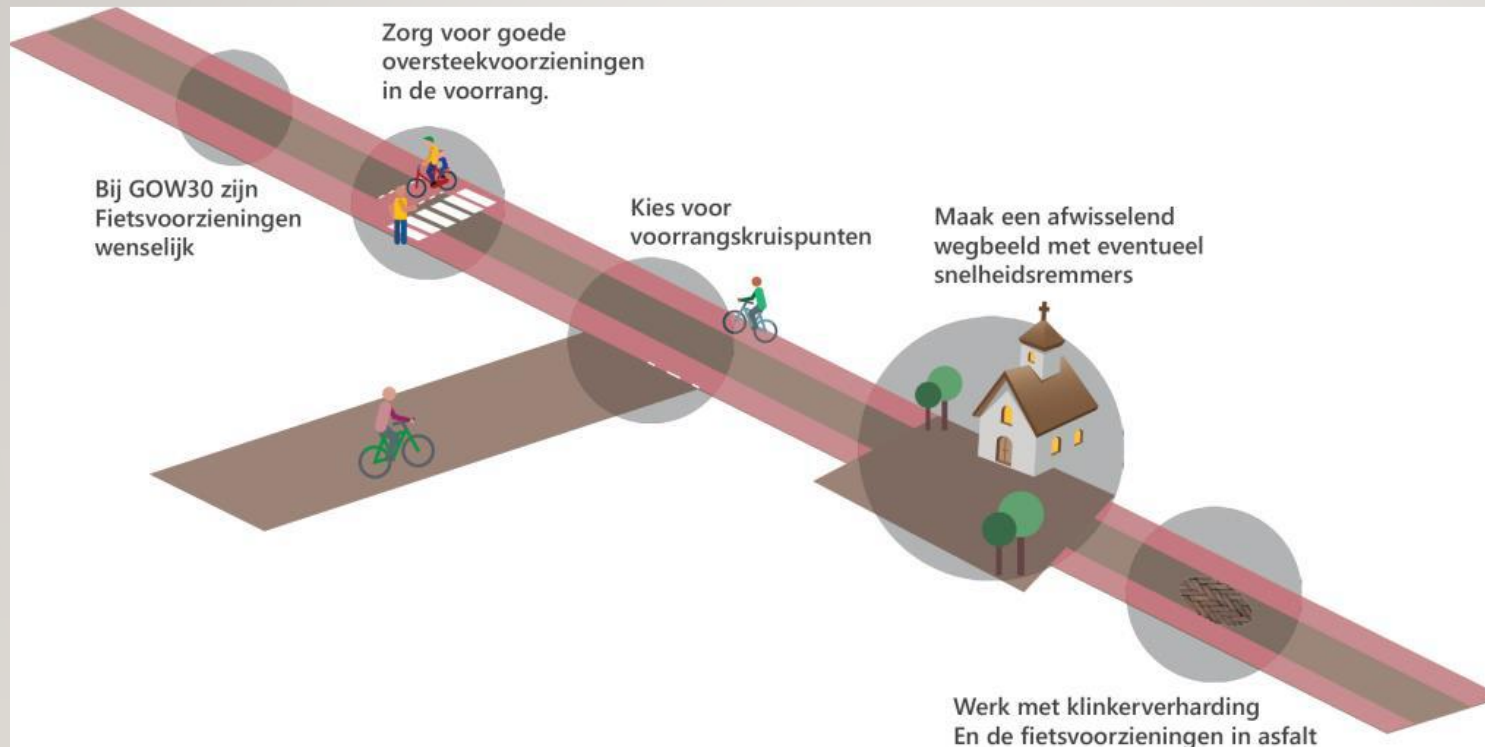 Zorg voor goede
oversteekvoorzieningen
in de voorrang.
Bij GOW30 zijn
Fietsvoorzieningen
wenselijk
Kies voor
voorrangskruispunten
Maak een afwisselend
wegbeeld met eventueel
snelheidsremmers
Werk met klinkerverharding
En de fietsvoorzieningen in asfalt